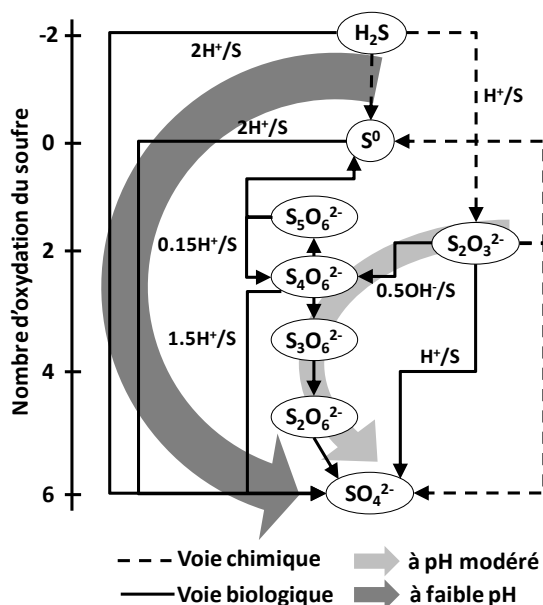 Nombre d'oxydation du soufre
-2
0
2
4
6
H₂S
2H⁺/S
H⁺/S
2H⁺/S
S⁰
S₅O₆²⁻
S₂O₃²⁻
0.15H⁺/S
S₄O₆²⁻
0.5OH⁻/S
1.5H⁺/S
S₃O₆²⁻
H⁺/S
S₂O₆²⁻
SO₄²⁻
Voie chimique
à pH modéré
Voie biologique
à faible pH